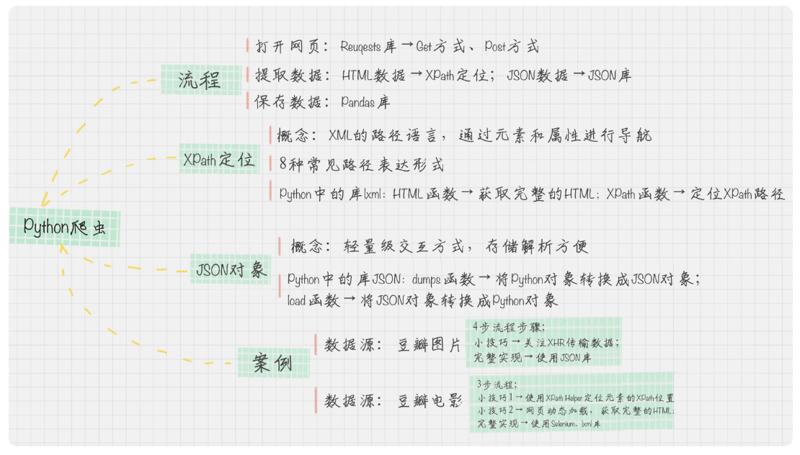 打开网页： Reuqests库→Get方式、Post方式
流程
提取数据： HTML数据→XPath定位； JSON数据→JSON库
保存数据： Pandas库
概念： XML的路径语言，通过元素和属性进行导航
XPath定位
8种常见路径表达形式
Python中的库lxml: HTML函数→获取完整的HTML; XPath函数→定位XPath路径
Python爬虫
概念： 轻量级交互方式，存储解析方便
JSON对象
Python中的库JSON: dumps函数→将Python对象转换成JSON对象；
load函数→将JSON对象转换成Python对象
案例
数据源： 豆瓣图片
4步流程步骤；
小技巧→关注XHR传输数据；
完整实现→使用JSON库
数据源： 豆瓣电影
3步流程；
小技巧1→使用XPath Helper定位元素的XPath位置
小技巧2→网页动态加载，获取完整的HTML;
完整实现→使用Selenium、lxml库